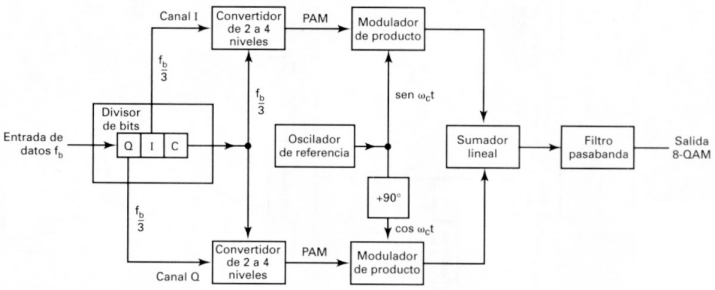 Canal I
Convertidor
de 2 a 4
niveles
PAM
Modulador
de producto
f_b
3
f_b
3
sen ω_ct
Divisor
de bits
Entrada de
datos f_b
Q I C
Oscilador
de referencia
Sumador
lineal
Filtro
pasabanda
Salida
8-QAM
+90°
f_b
3
cos ω_ct
Canal Q
Convertidor
de 2 a 4
niveles
PAM
Modulador
de producto